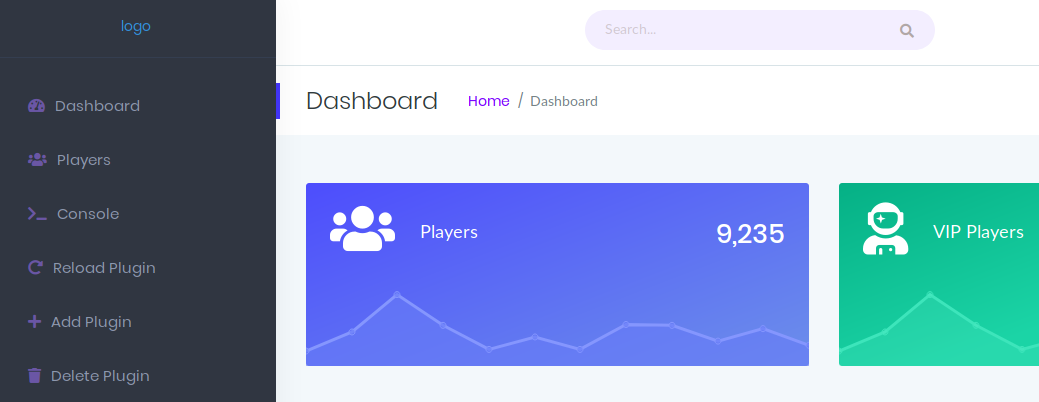 logo
Search...
Dashboard
Home / Dashboard
Dashboard
Players
Console
Reload Plugin
Add Plugin
Delete Plugin
Players
9,235
VIP Players